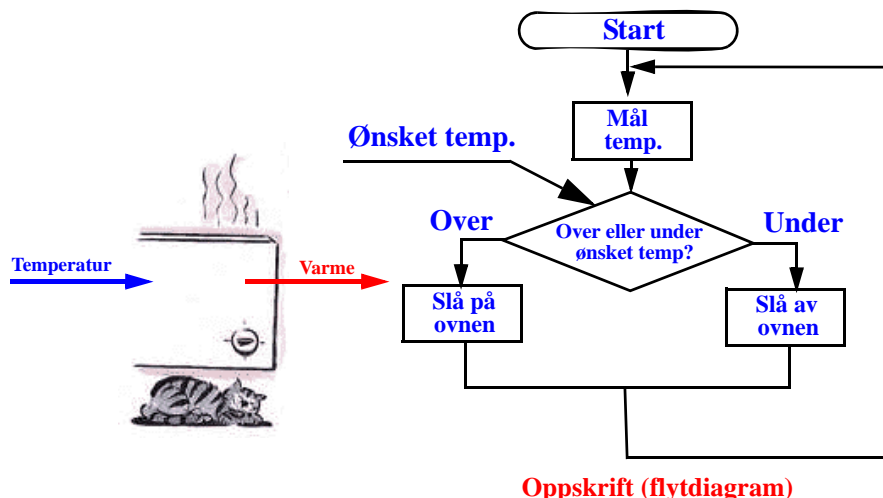 Start
Mål
temp.
Ønsket temp.
Over
Under
Over eller under
ønsket temp?
Temperatur
Varme
Slå på
ovnen
Slå av
ovnen
Oppskrift (flytdiagram)